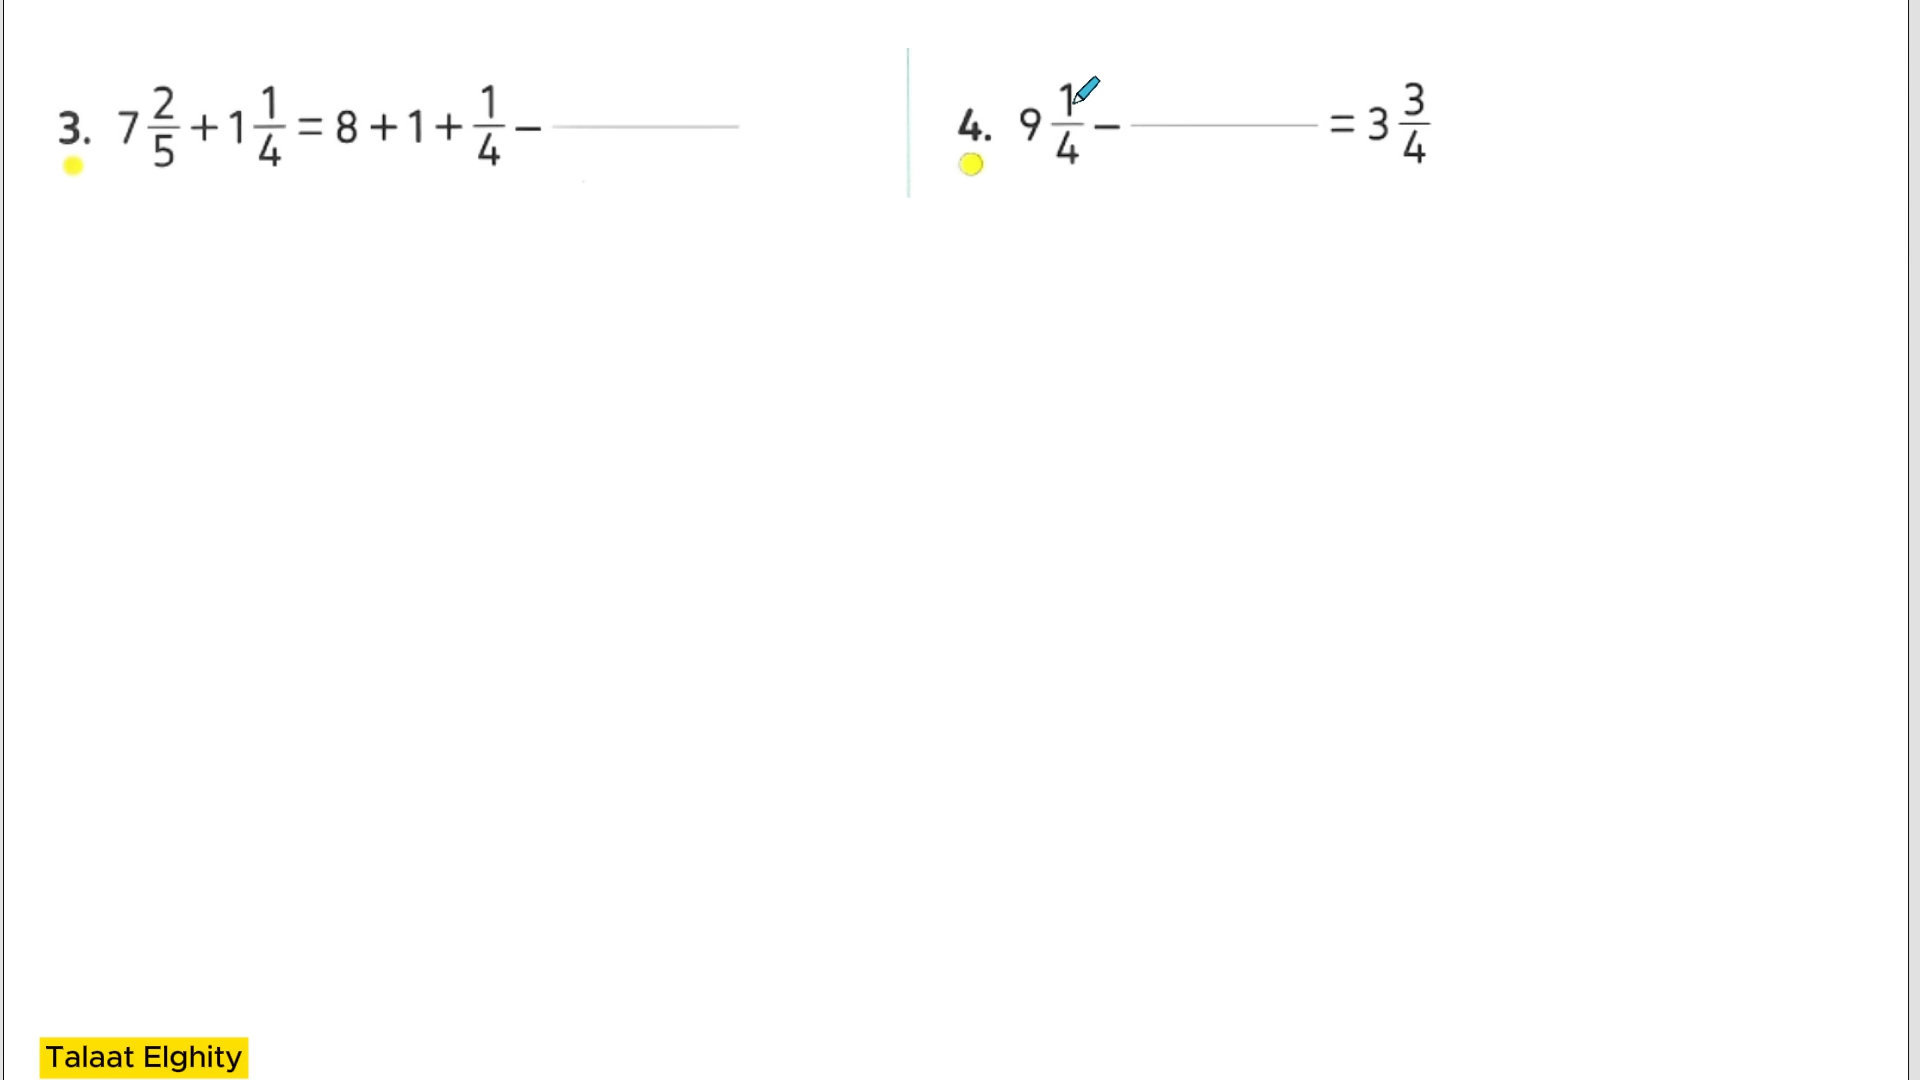 3. 7 2/5 + 1 1/4 = 8 + 1 + 1/4 −
4. 9 1/4 − = 3 3/4
Talaat Elghity